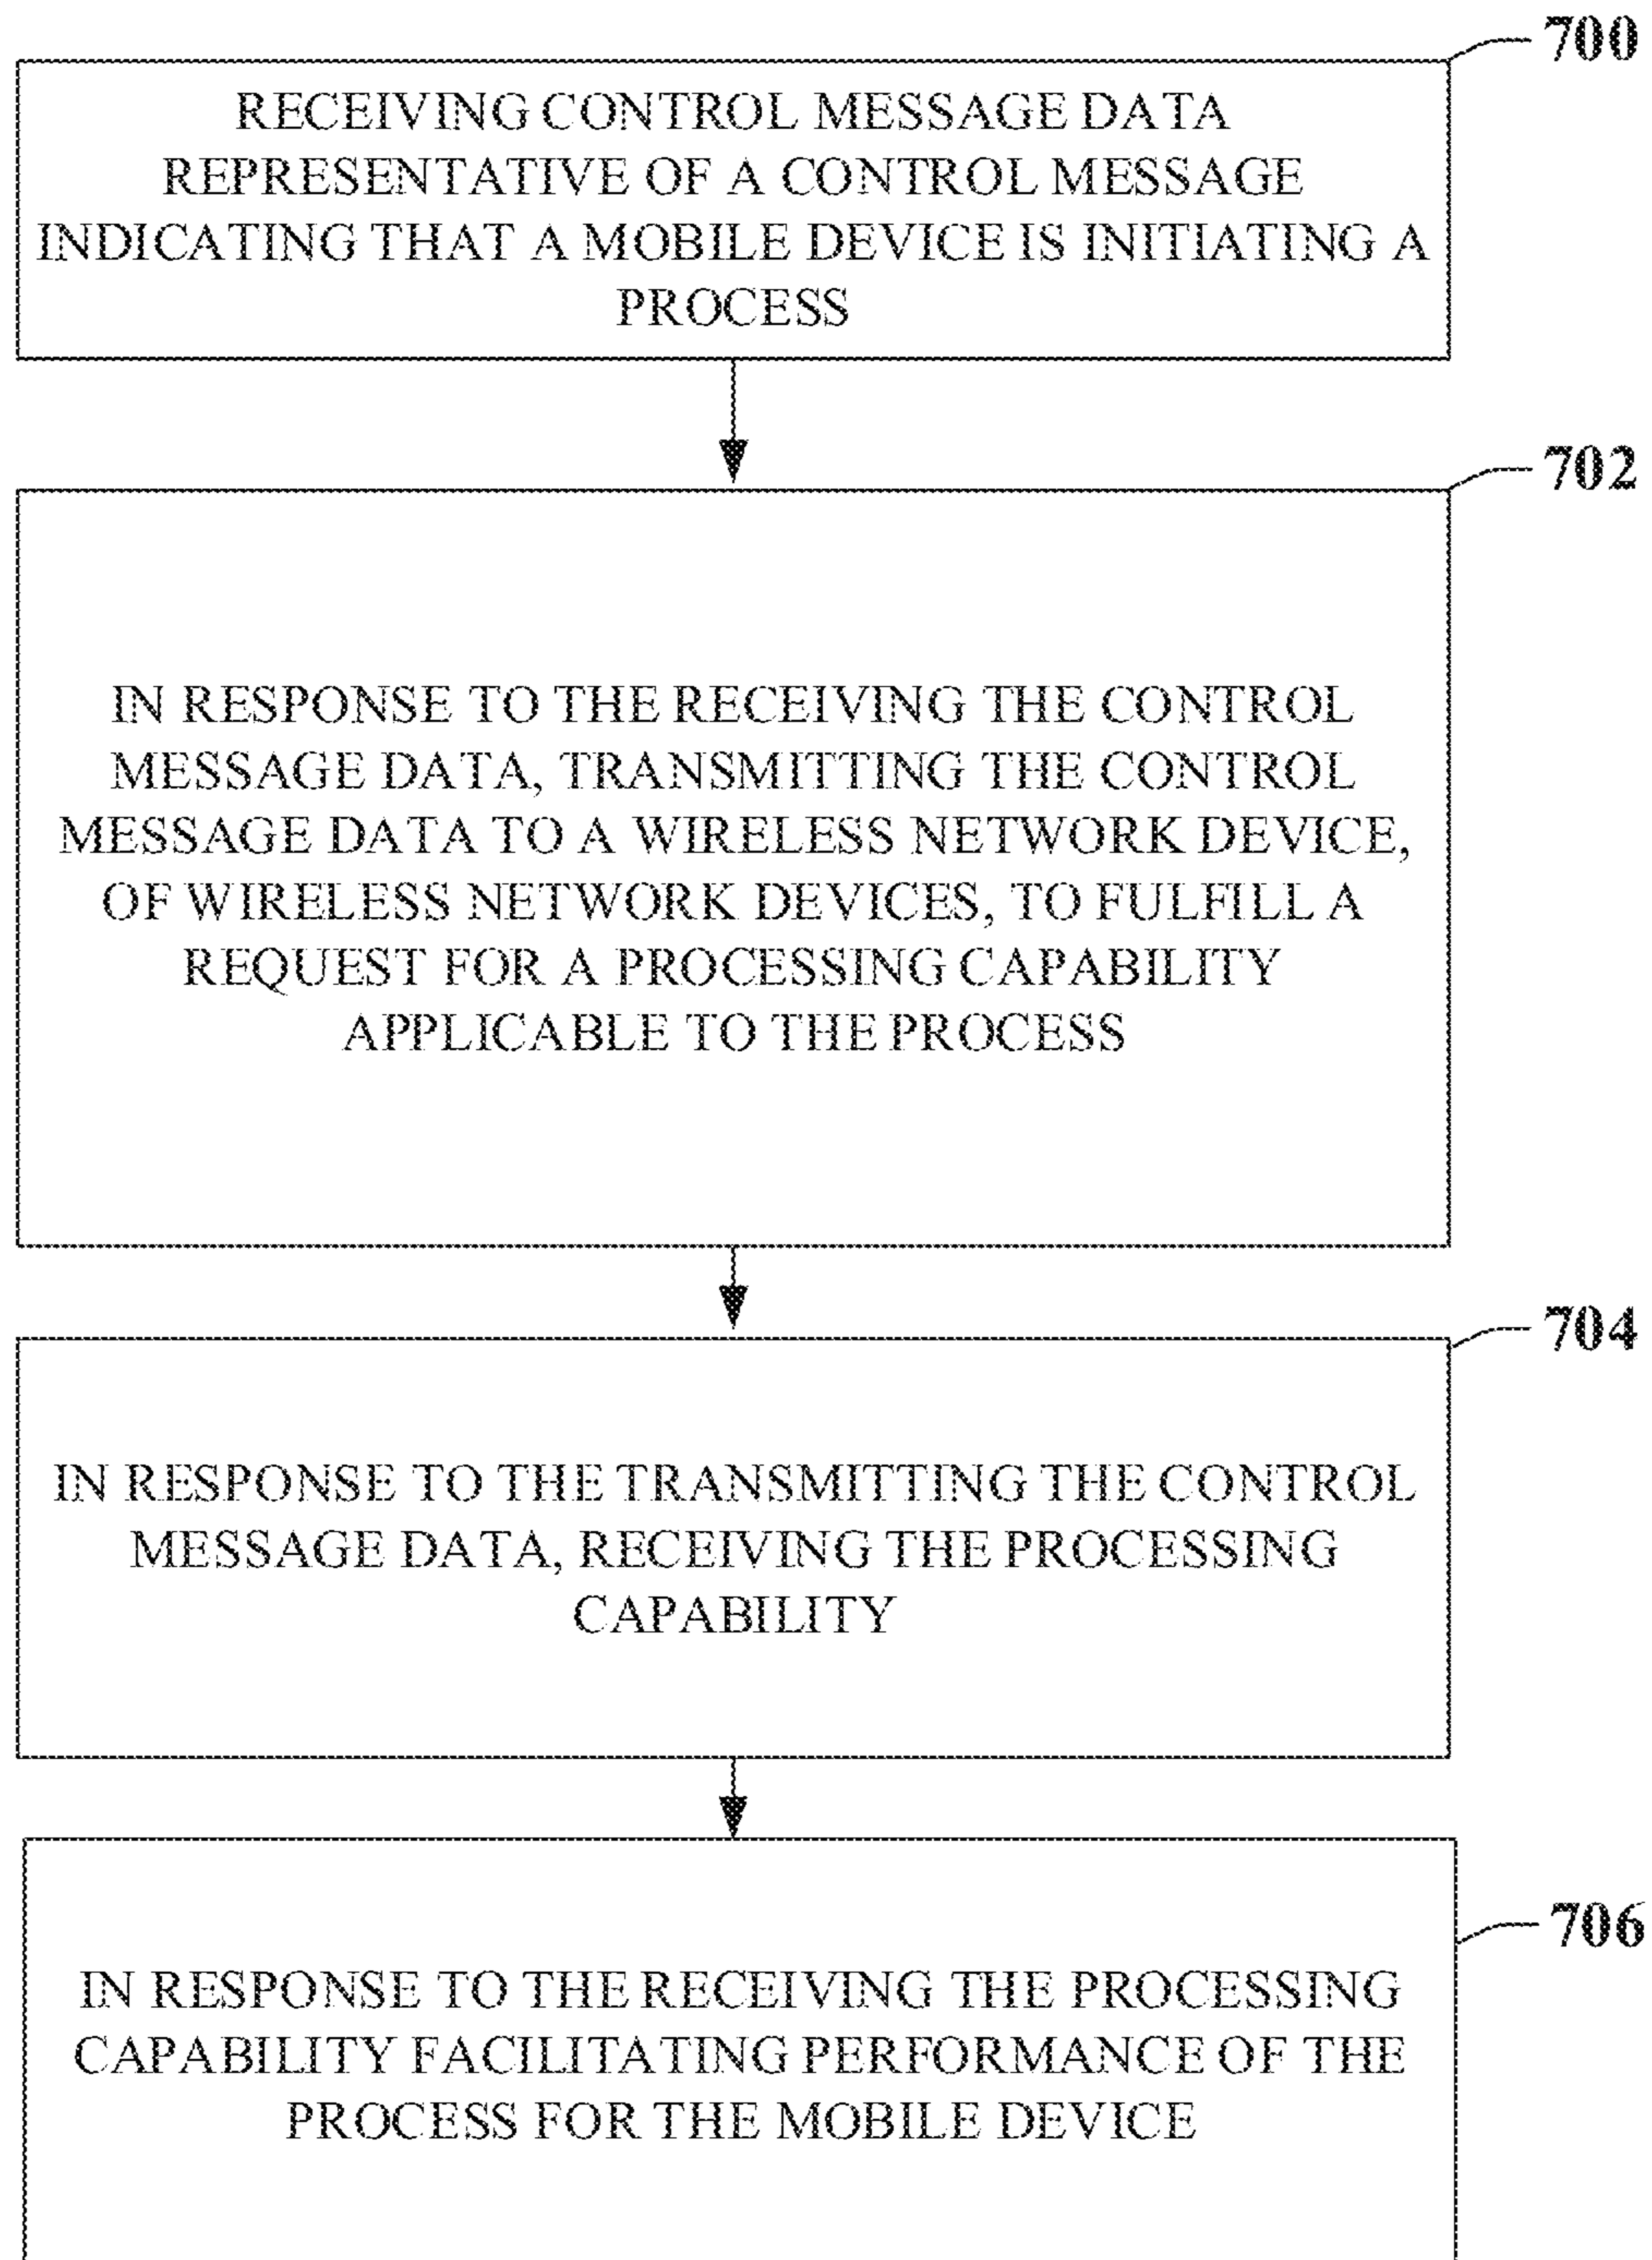 700
RECEIVING CONTROL MESSAGE DATA
REPRESENTATIVE OF A CONTROL MESSAGE
INDICATING THAT A MOBILE DEVICE IS INITIATING A
PROCESS
702
IN RESPONSE TO THE RECEIVING THE CONTROL
MESSAGE DATA, TRANSMITTING THE CONTROL
MESSAGE DATA TO A WIRELESS NETWORK DEVICE,
OF WIRELESS NETWORK DEVICES, TO FULFILL A
REQUEST FOR A PROCESSING CAPABILITY
APPLICABLE TO THE PROCESS
704
IN RESPONSE TO THE TRANSMITTING THE CONTROL
MESSAGE DATA, RECEIVING THE PROCESSING
CAPABILITY
706
IN RESPONSE TO THE RECEIVING THE PROCESSING
CAPABILITY FACILITATING PERFORMANCE OF THE
PROCESS FOR THE MOBILE DEVICE